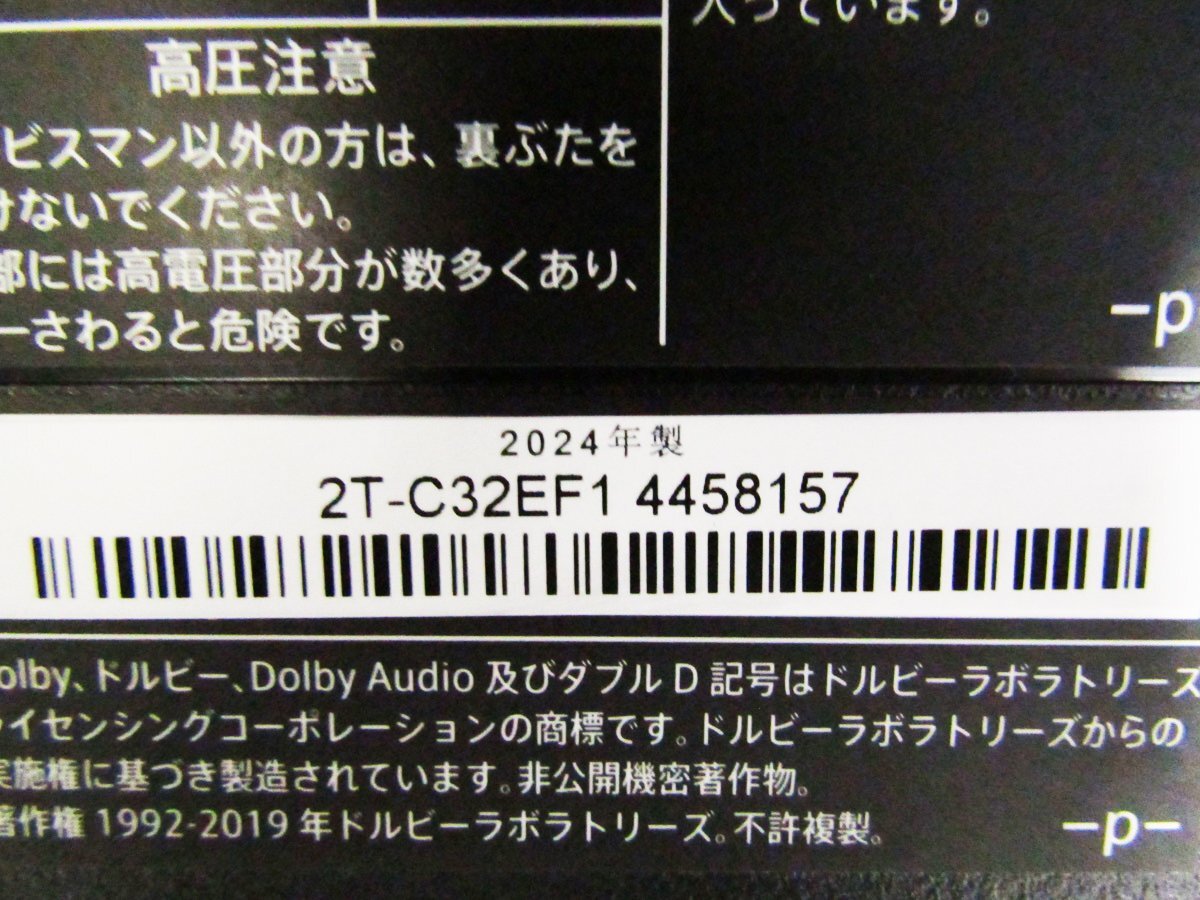 入っています。
高圧注意
ビスマン以外の方は、裏ぶたを
けないでください。
部には高電圧部分が数多くあり、
一さわると危険です。
-p
2024年製
2T-C32EF1 4458157
olby、ドルビー、Dolby Audio 及びダブル D 記号はドルビーラボラトリーズ
ライセンシングコーポレーションの商標です。ドルビーラボラトリーズからの
実施権に基づき製造されています。非公開機密著作物。
著作権 1992-2019 年ドルビーラボラトリーズ。不許複製。
-p-